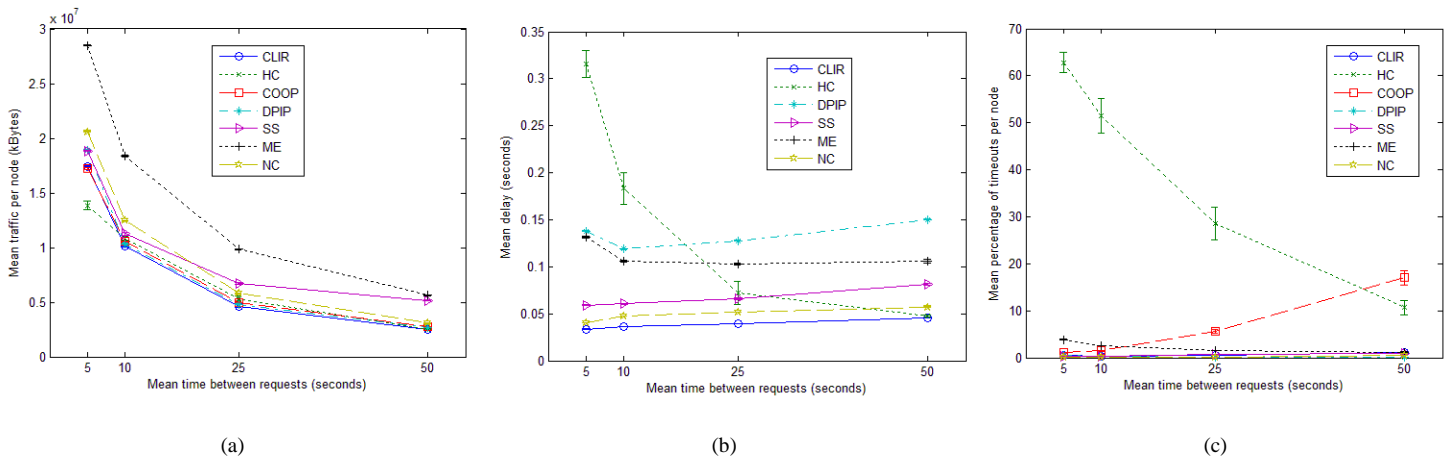 x 10^7
3
2.5
2
1.5
1
0.5
0
Mean traffic per node (kBytes)
CLIR
HC
COOP
DPIP
SS
ME
NC
5 10 25 50
Mean time between requests (seconds)
(a)
0.35
0.3
0.25
0.2
0.15
0.1
0.05
0
Mean delay (seconds)
CLIR
HC
DPIP
SS
ME
NC
5 10 25 50
Mean time between requests (seconds)
(b)
70
60
50
40
30
20
10
0
Mean percentage of timeouts per node
CLIR
HC
COOP
DPIP
SS
ME
NC
5 10 25 50
Mean time between requests (seconds)
(c)